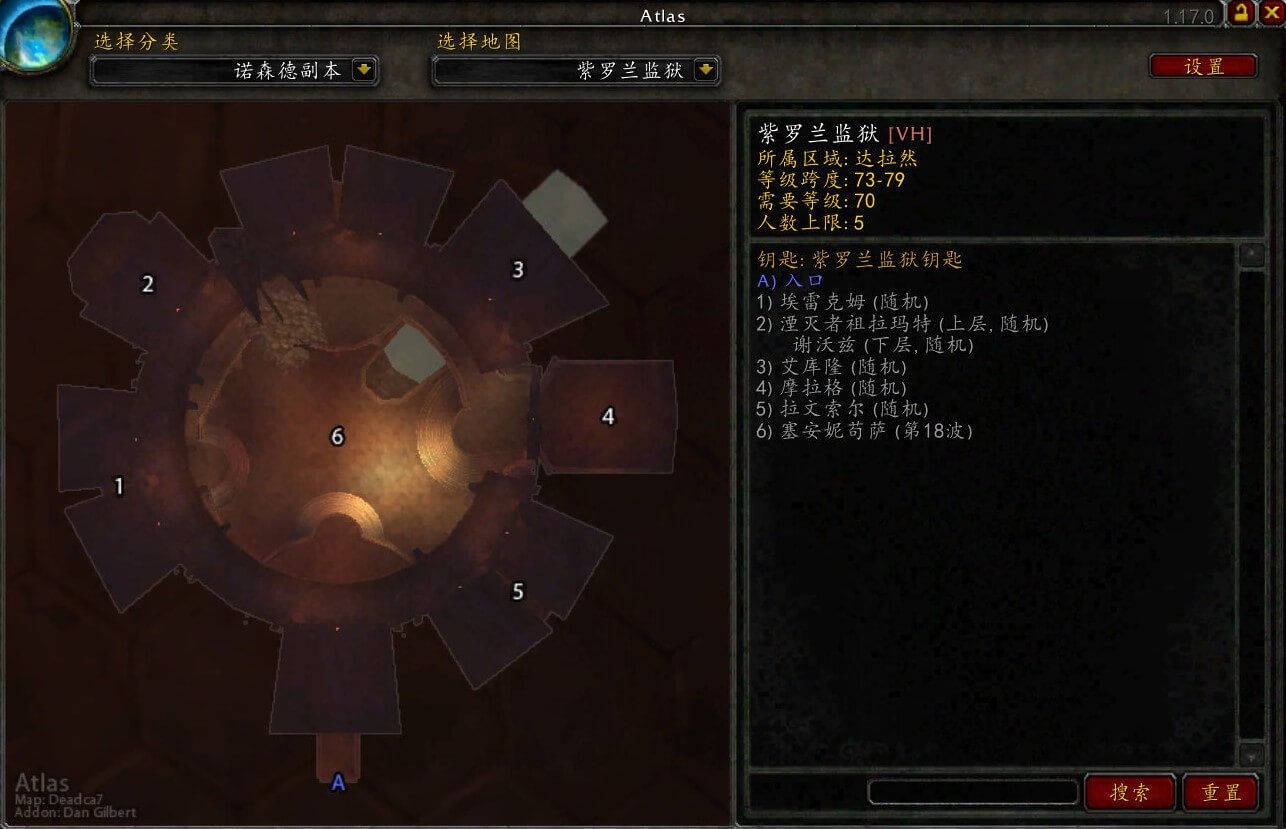 Atlas
1.17.0
选择分类
选择地图
诺森德副本
紫罗兰监狱
设置
紫罗兰监狱 [VH]
所属区域: 达拉然
等级跨度: 73-79
需要等级: 70
人数上限: 5
钥匙: 紫罗兰监狱钥匙
A) 入口
1) 埃雷克姆 (随机)
2) 湮灭者祖拉玛特 (上层, 随机)
谢沃兹 (下层, 随机)
3) 艾库隆 (随机)
4) 摩拉格 (随机)
5) 拉文索尔 (随机)
6) 塞安妮苟萨 (第18波)
2
3
4
6
1
5
A
Atlas
Map: Deadca7
Addon: Dan Gilbert
搜索
重置